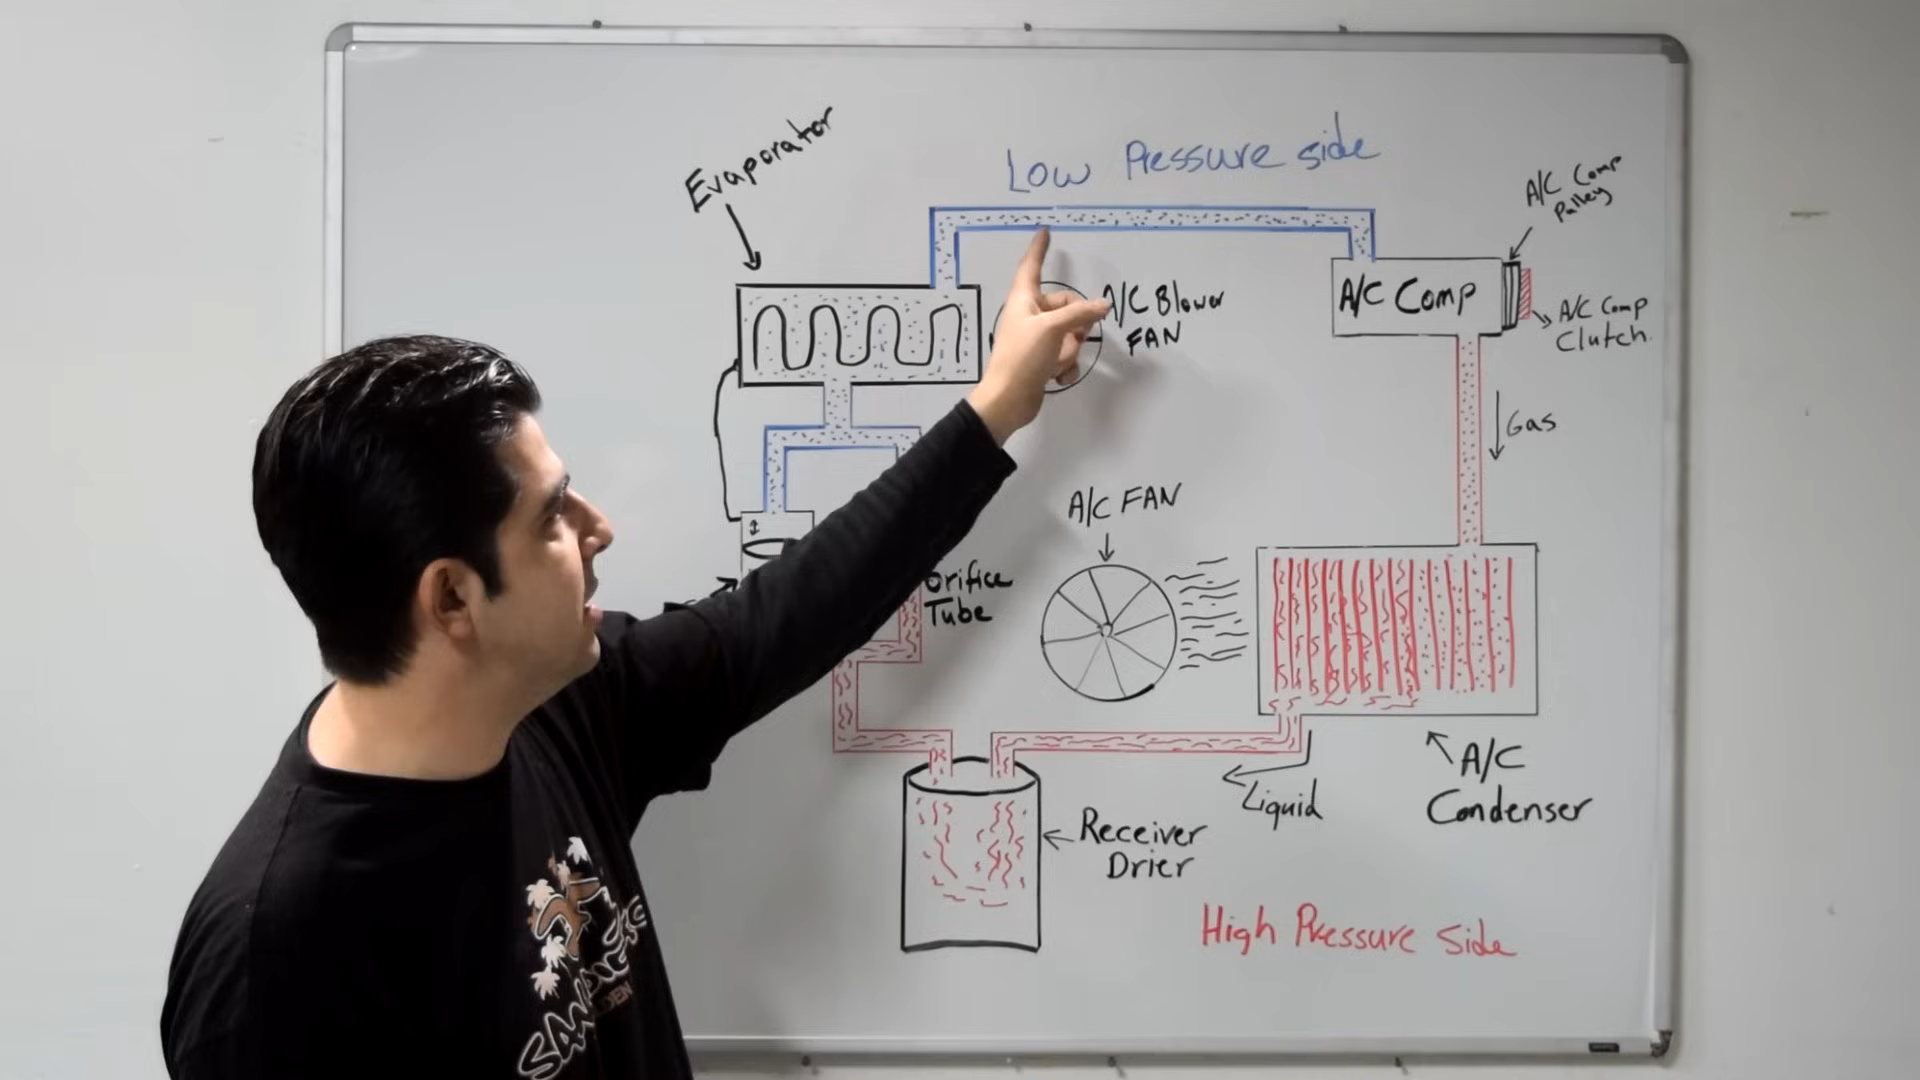 Evaporator
Low Pressure side
A/C Comp
Pulley
A/C Comp
A/C Comp
Clutch
A/C Blower
FAN
Gas
A/C FAN
Orifice
Tube
A/C
Condenser
Liquid
Receiver
Drier
High Pressure Side